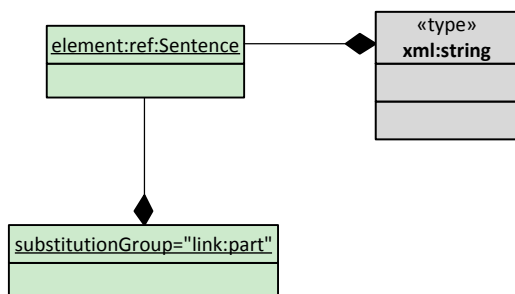 element:ref:Sentence
«type»
xml:string
substitutionGroup="link:part"